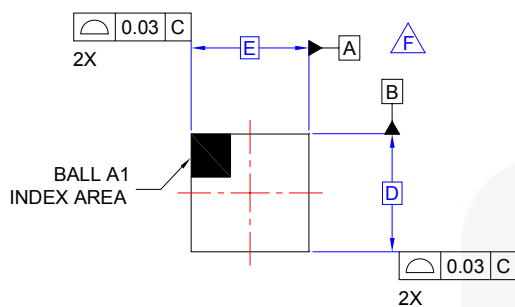 ⌓ 0.03 C
2X
E
A
F
B
BALL A1
INDEX AREA
D
⌓ 0.03 C
2X